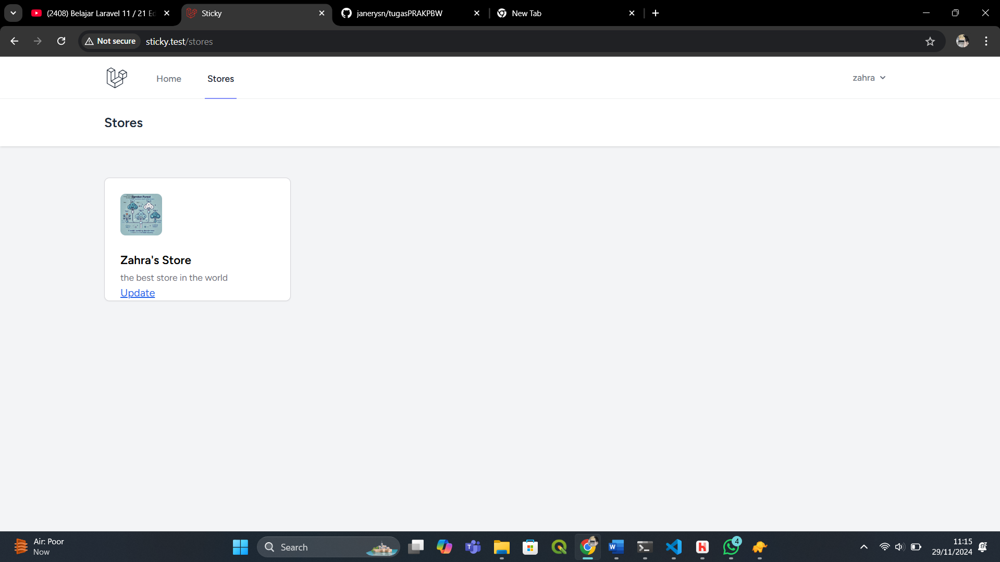 (2408) Belajar Laravel 11 / 21 Ed
Sticky
janerysn/tugasPRAKPBW
New Tab
Not secure
sticky.test/stores
Home
Stores
zahra
Stores
Random Forest
Zahra's Store
the best store in the world
Update
Air: Poor
Now
Search
4
11:15
29/11/2024